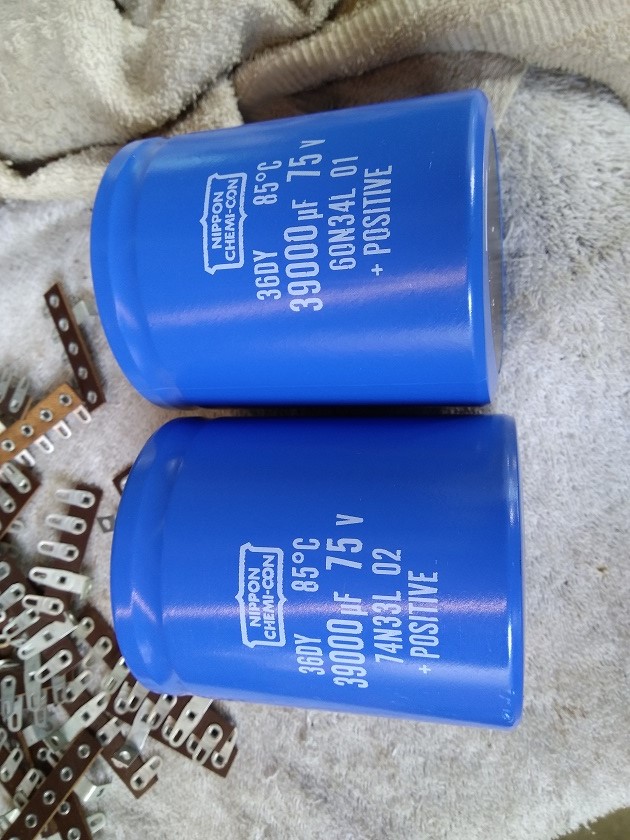 NIPPON
CHEMI-CON
36DY 85°C
39000µF 75 V
60N34L 01
+ POSITIVE
NIPPON
CHEMI-CON
36DY 85°C
39000µF 75 V
74N33L 02
+ POSITIVE